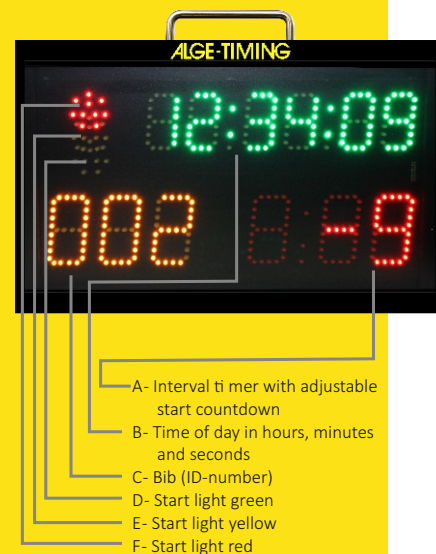 ALGE-TIMING
12:34:09
002 -9
A- Interval ti mer with adjustable
start countdown
B- Time of day in hours, minutes
and seconds
C- Bib (ID-number)
D- Start light green
E- Start light yellow
F- Start light red